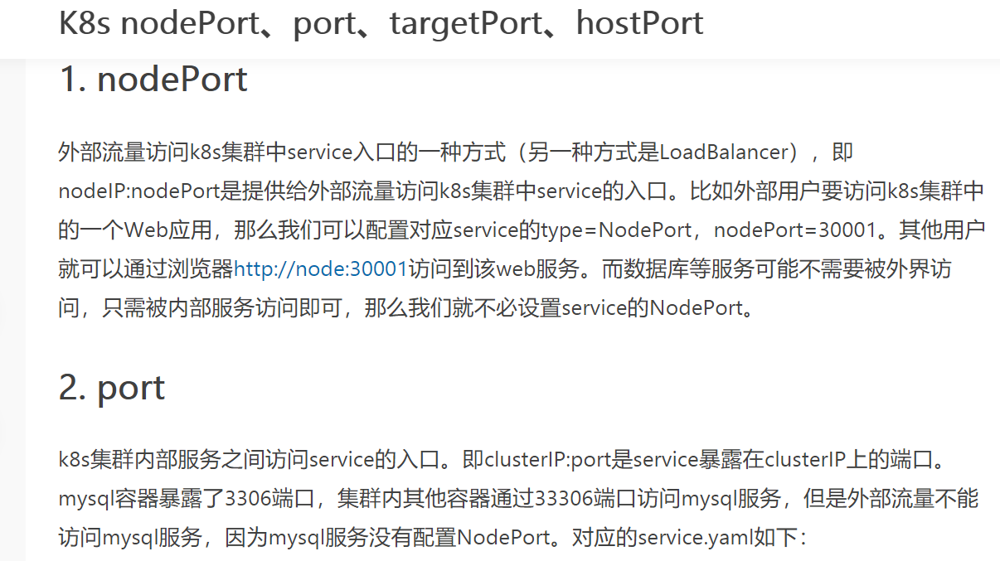 K8s nodePort、port、targetPort、hostPort
1. nodePort
外部流量访问k8s集群中service入口的一种方式（另一种方式是LoadBalancer），即
nodeIP:nodePort是提供给外部流量访问k8s集群中service的入口。比如外部用户要访问k8s集群中
的一个Web应用，那么我们可以配置对应service的type=NodePort，nodePort=30001。其他用户
就可以通过浏览器http://node:30001访问到该web服务。而数据库等服务可能不需要被外界访
问，只需被内部服务访问即可，那么我们就不必设置service的NodePort。
2. port
k8s集群内部服务之间访问service的入口。即clusterIP:port是service暴露在clusterIP上的端口。
mysql容器暴露了3306端口，集群内其他容器通过33306端口访问mysql服务，但是外部流量不能
访问mysql服务，因为mysql服务没有配置NodePort。对应的service.yaml如下：